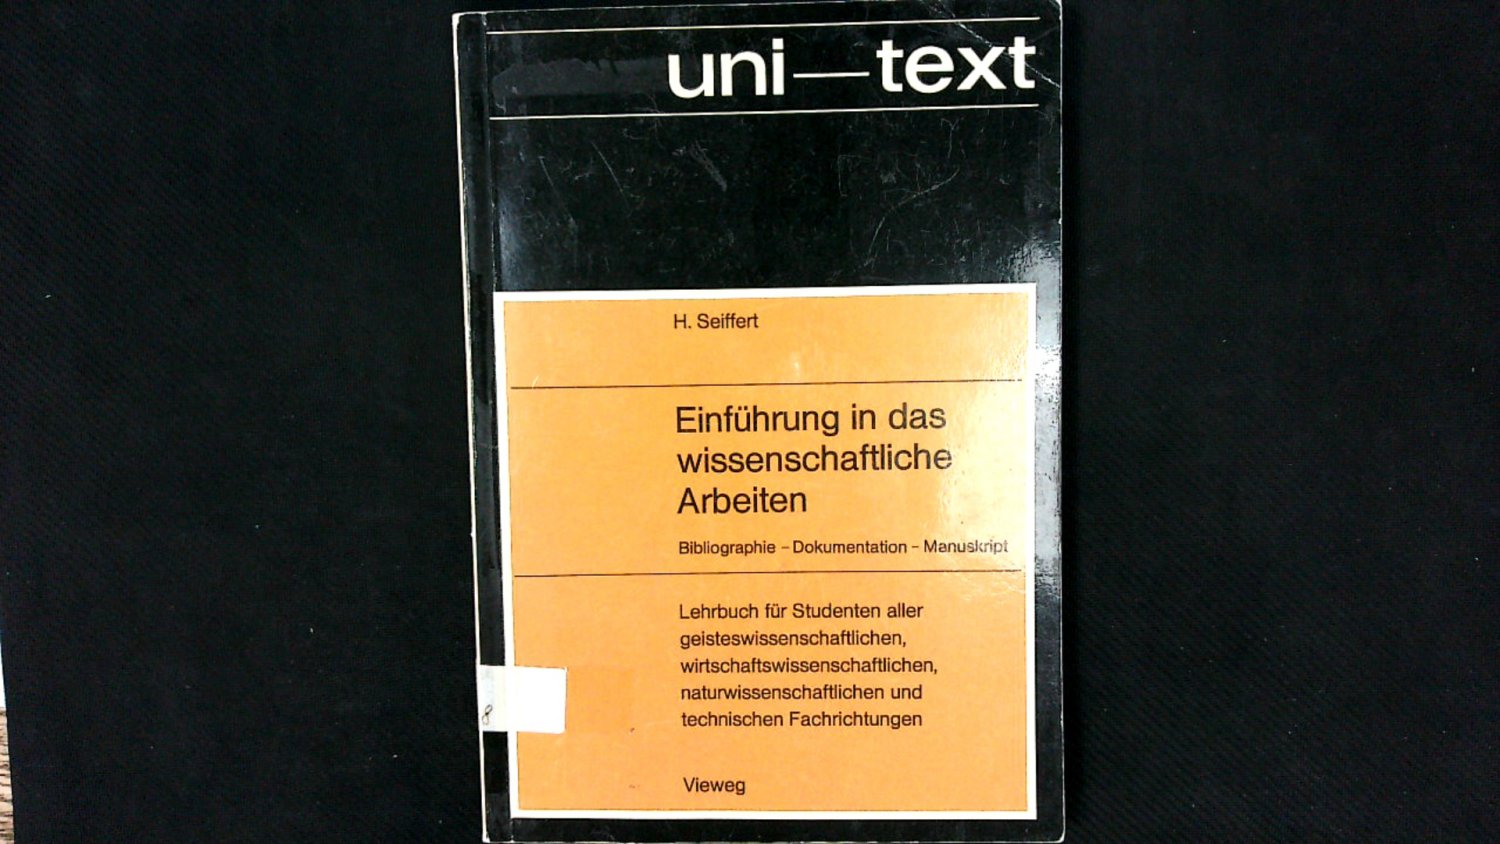 uni—text
H. Seiffert
Einführung in das
wissenschaftliche
Arbeiten
Bibliographie – Dokumentation – Manuskript
Lehrbuch für Studenten aller
geisteswissenschaftlichen,
wirtschaftswissenschaftlichen,
naturwissenschaftlichen und
technischen Fachrichtungen
8
Vieweg